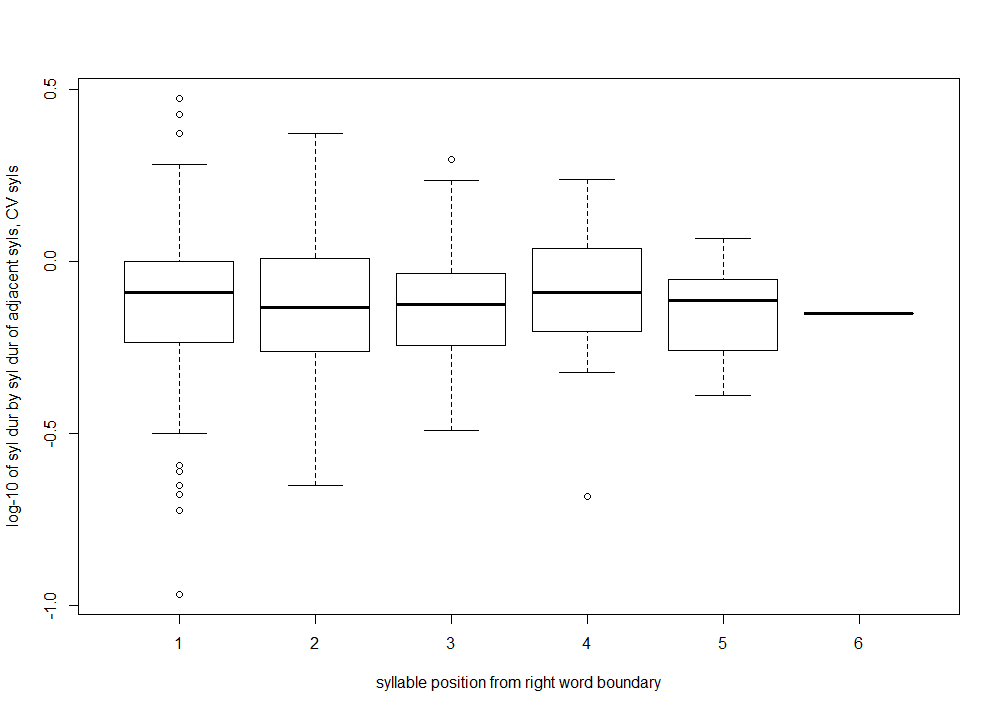 log-10 of syl dur by syl dur of adjacent syls, CV syls
0.5
0.0
-0.5
-1.0
1 2 3 4 5 6
syllable position from right word boundary